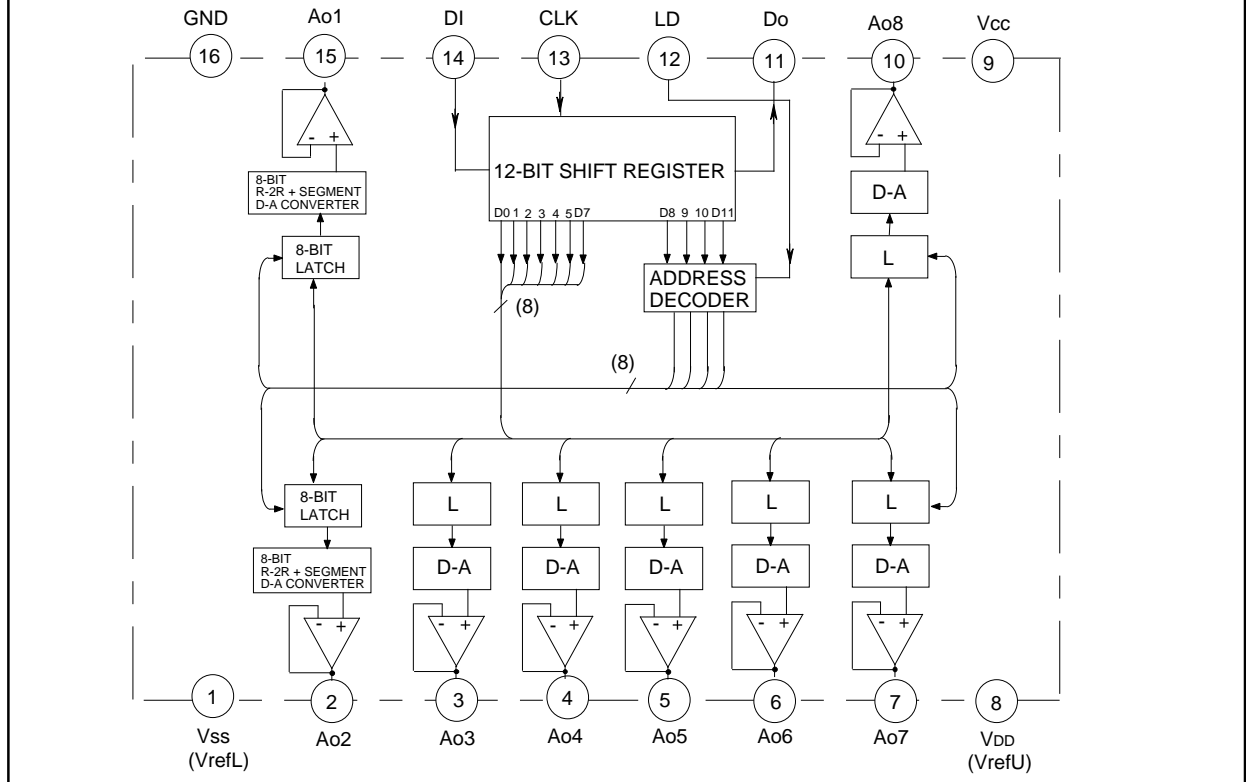 GND Ao1 DI CLK LD Do Ao8 Vcc
16 15 14 13 12 11 10 9
- +
- +
8-BIT
R-2R + SEGMENT
D-A CONVERTER
12-BIT SHIFT REGISTER
D-A
D0 1 2 3 4 5 D7 D8 9 10 D11
8-BIT
LATCH
L
ADDRESS
DECODER
(8)
(8)
8-BIT
LATCH
L
L
L
L
L
8-BIT
R-2R + SEGMENT
D-A CONVERTER
D-A
D-A
D-A
D-A
D-A
- +
- +
- +
- +
- +
- +
1 2 3 4 5 6 7 8
Vss Ao2 Ao3 Ao4 Ao5 Ao6 Ao7 VDD
(VrefL) (VrefU)